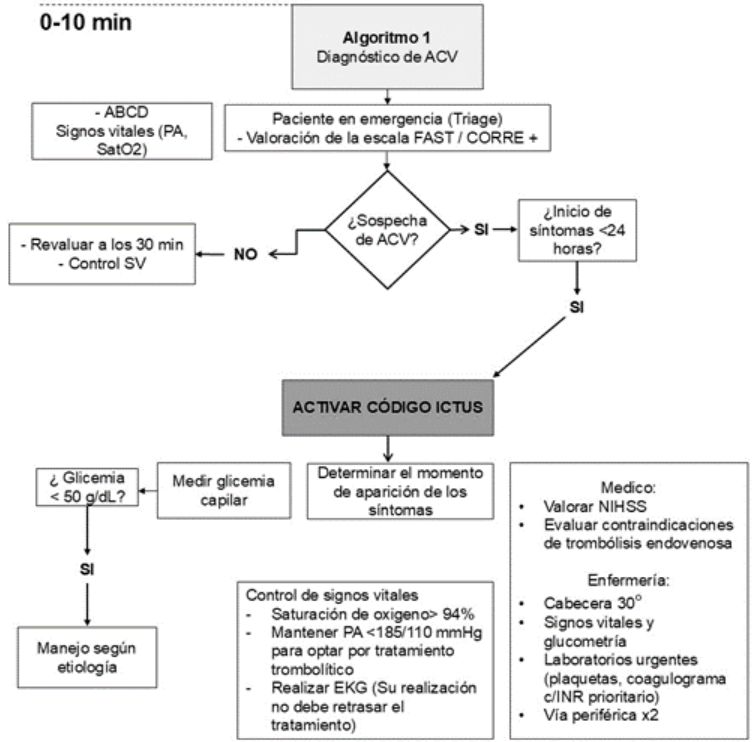 0-10 min
Algoritmo 1
Diagnóstico de ACV
- ABCD
Signos vitales (PA,
SatO2)
Paciente en emergencia (Triage)
- Valoración de la escala FAST / CORRE +
¿Sospecha
de ACV?
SI
¿Inicio de
síntomas <24
horas?
NO
- Revaluar a los 30 min
- Control SV
SI
ACTIVAR CÓDIGO ICTUS
¿ Glicemia
< 50 g/dL?
Medir glicemia
capilar
Determinar el momento
de aparición de los
síntomas
SI
Manejo según
etiología
Control de signos vitales
- Saturación de oxigeno> 94%
- Mantener PA <185/110 mmHg
para optar por tratamiento
trombolítico
- Realizar EKG (Su realización
no debe retrasar el
tratamiento)
Medico:
• Valorar NIHSS
• Evaluar contraindicaciones
de trombólisis endovenosa
Enfermería:
• Cabecera 30°
• Signos vitales y
glucometría
• Laboratorios urgentes
(plaquetas, coagulograma
c/INR prioritario)
• Vía periférica x2